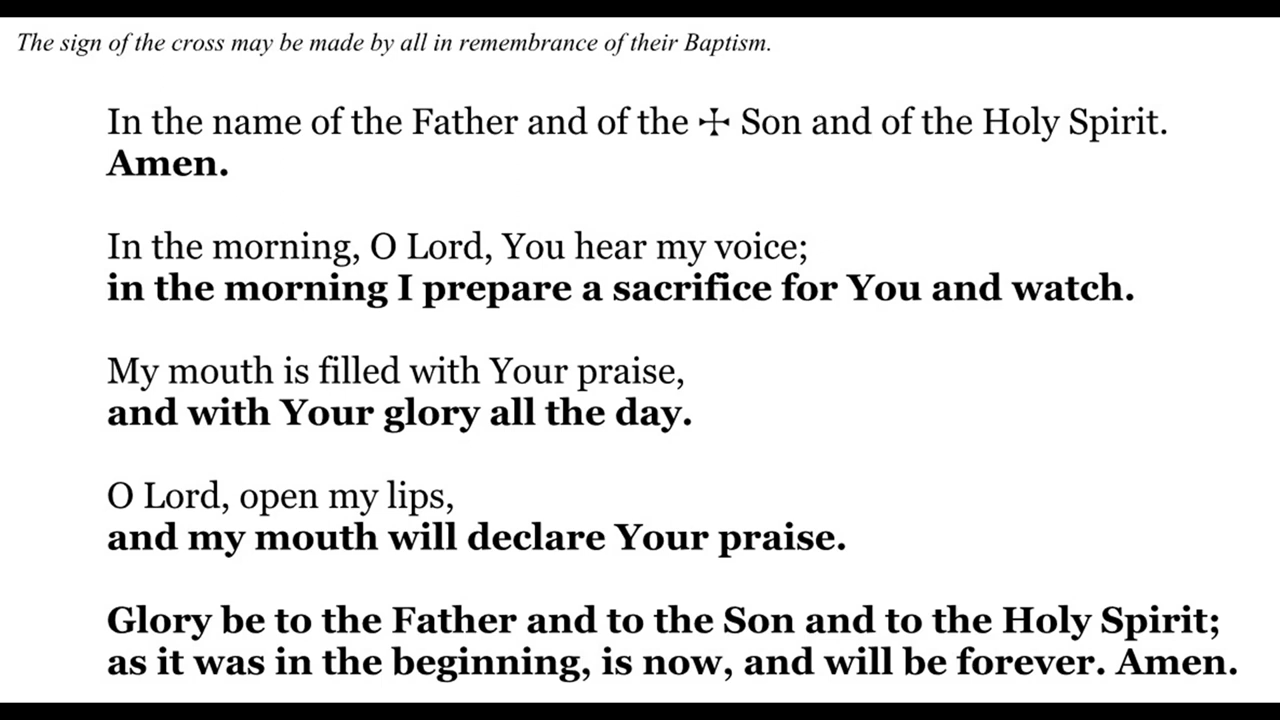 The sign of the cross may be made by all in remembrance of their Baptism.
In the name of the Father and of the ☩ Son and of the Holy Spirit.
Amen.
In the morning, O Lord, You hear my voice;
in the morning I prepare a sacrifice for You and watch.
My mouth is filled with Your praise,
and with Your glory all the day.
O Lord, open my lips,
and my mouth will declare Your praise.
Glory be to the Father and to the Son and to the Holy Spirit;
as it was in the beginning, is now, and will be forever. Amen.